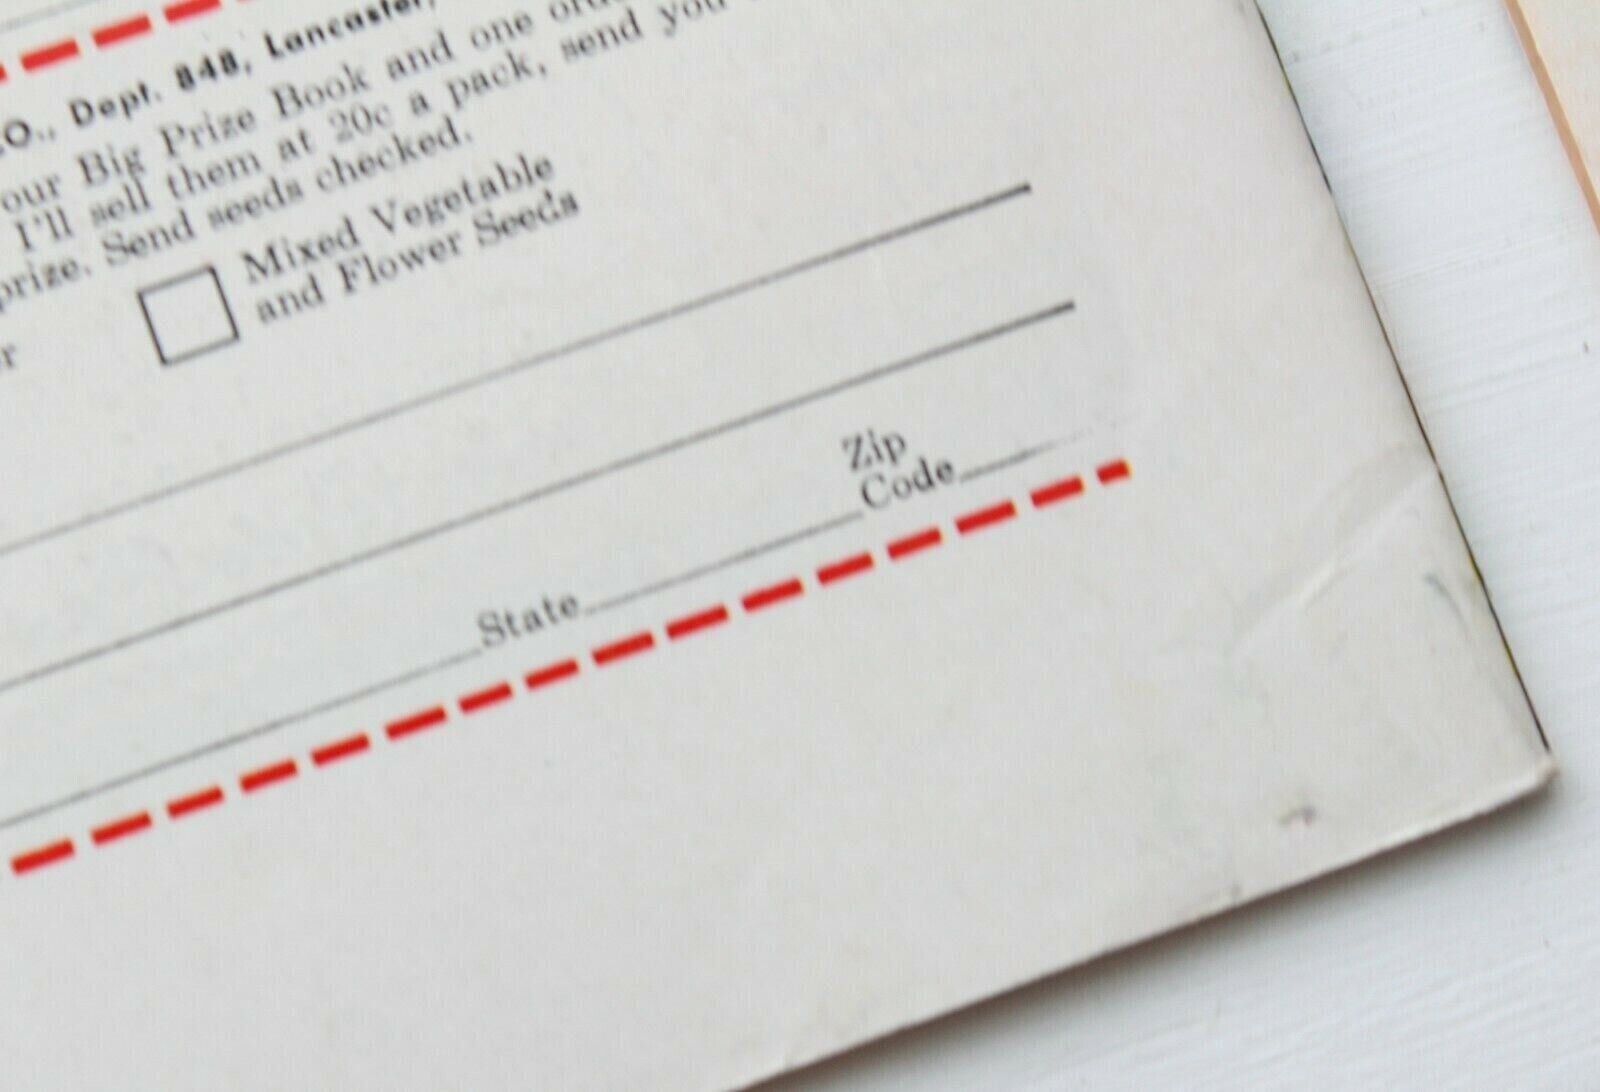 O., Dept. 848, Lancaster,
our Big Prize Book and one
I'll sell them at 20c a pack, send you
prize. Send seeds checked.
Mixed Vegetable
and Flower Seeds
Zip
State Code